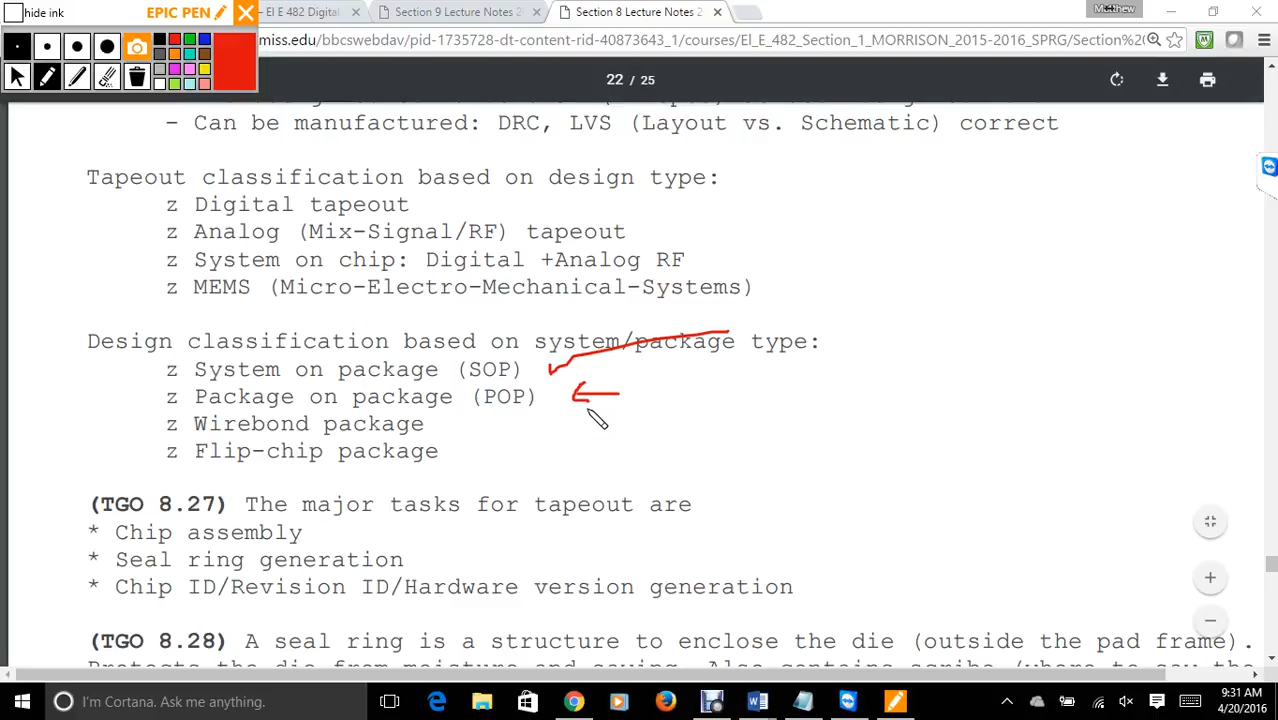 hide ink
EPIC PEN
El E 482 Digital
Section 9 Lecture Notes 2
Section 8 Lecture Notes 2
Matthew
miss.edu/bbcswebdav/pid-1735728-dt-content-rid-40873643_1/courses/El_E_482_Section_1_MORRISON_2015-2016_SPRG/Section%2
22 / 25
- Can be manufactured: DRC, LVS (Layout vs. Schematic) correct
Tapeout classification based on design type:
z Digital tapeout
z Analog (Mix-Signal/RF) tapeout
z System on chip: Digital +Analog RF
z MEMS (Micro-Electro-Mechanical-Systems)
Design classification based on system/package type:
z System on package (SOP)
z Package on package (POP)
z Wirebond package
z Flip-chip package
(TGO 8.27) The major tasks for tapeout are
* Chip assembly
* Seal ring generation
* Chip ID/Revision ID/Hardware version generation
(TGO 8.28) A seal ring is a structure to enclose the die (outside the pad frame).
I'm Cortana. Ask me anything.
9:31 AM
4/20/2016